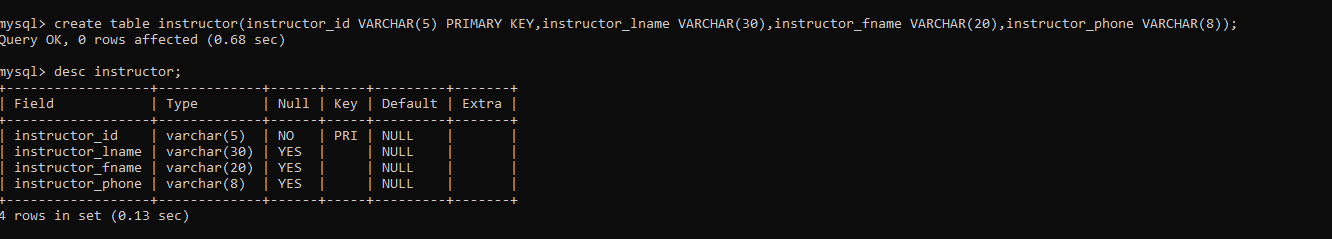 mysql> create table instructor(instructor_id VARCHAR(5) PRIMARY KEY,instructor_lname VARCHAR(30),instructor_fname VARCHAR(20),instructor_phone VARCHAR(8));
Query OK, 0 rows affected (0.68 sec)

mysql> desc instructor;
+------------------+-------------+------+-----+---------+-------+
| Field            | Type        | Null | Key | Default | Extra |
+------------------+-------------+------+-----+---------+-------+
| instructor_id    | varchar(5)  | NO   | PRI | NULL    |       |
| instructor_lname | varchar(30) | YES  |     | NULL    |       |
| instructor_fname | varchar(20) | YES  |     | NULL    |       |
| instructor_phone | varchar(8)  | YES  |     | NULL    |       |
+------------------+-------------+------+-----+---------+-------+
4 rows in set (0.13 sec)